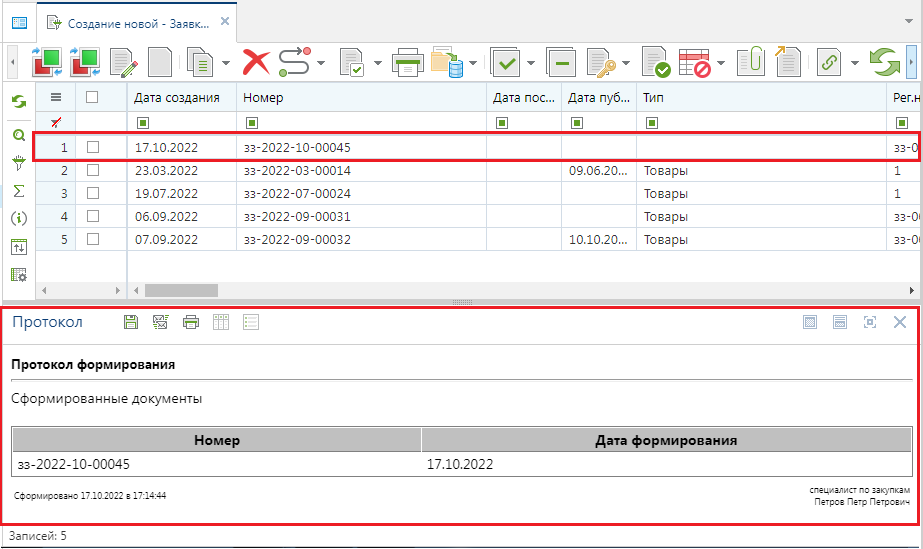 Создание новой - Заявк...
Дата создания Номер Дата пос... Дата пуб... Тип Рег.н
1 17.10.2022 зз-2022-10-00045 зз-0
2 23.03.2022 зз-2022-03-00014 09.06.20... Товары 1
3 19.07.2022 зз-2022-07-00024 Товары 1
4 06.09.2022 зз-2022-09-00031 Товары зз-00
5 07.09.2022 зз-2022-09-00032 10.10.20... Товары зз-00
Протокол
Протокол формирования
Сформированные документы
Номер Дата формирования
зз-2022-10-00045 17.10.2022
Сформировано 17.10.2022 в 17:14:44
специалист по закупкам
Петров Петр Петрович
Записей: 5